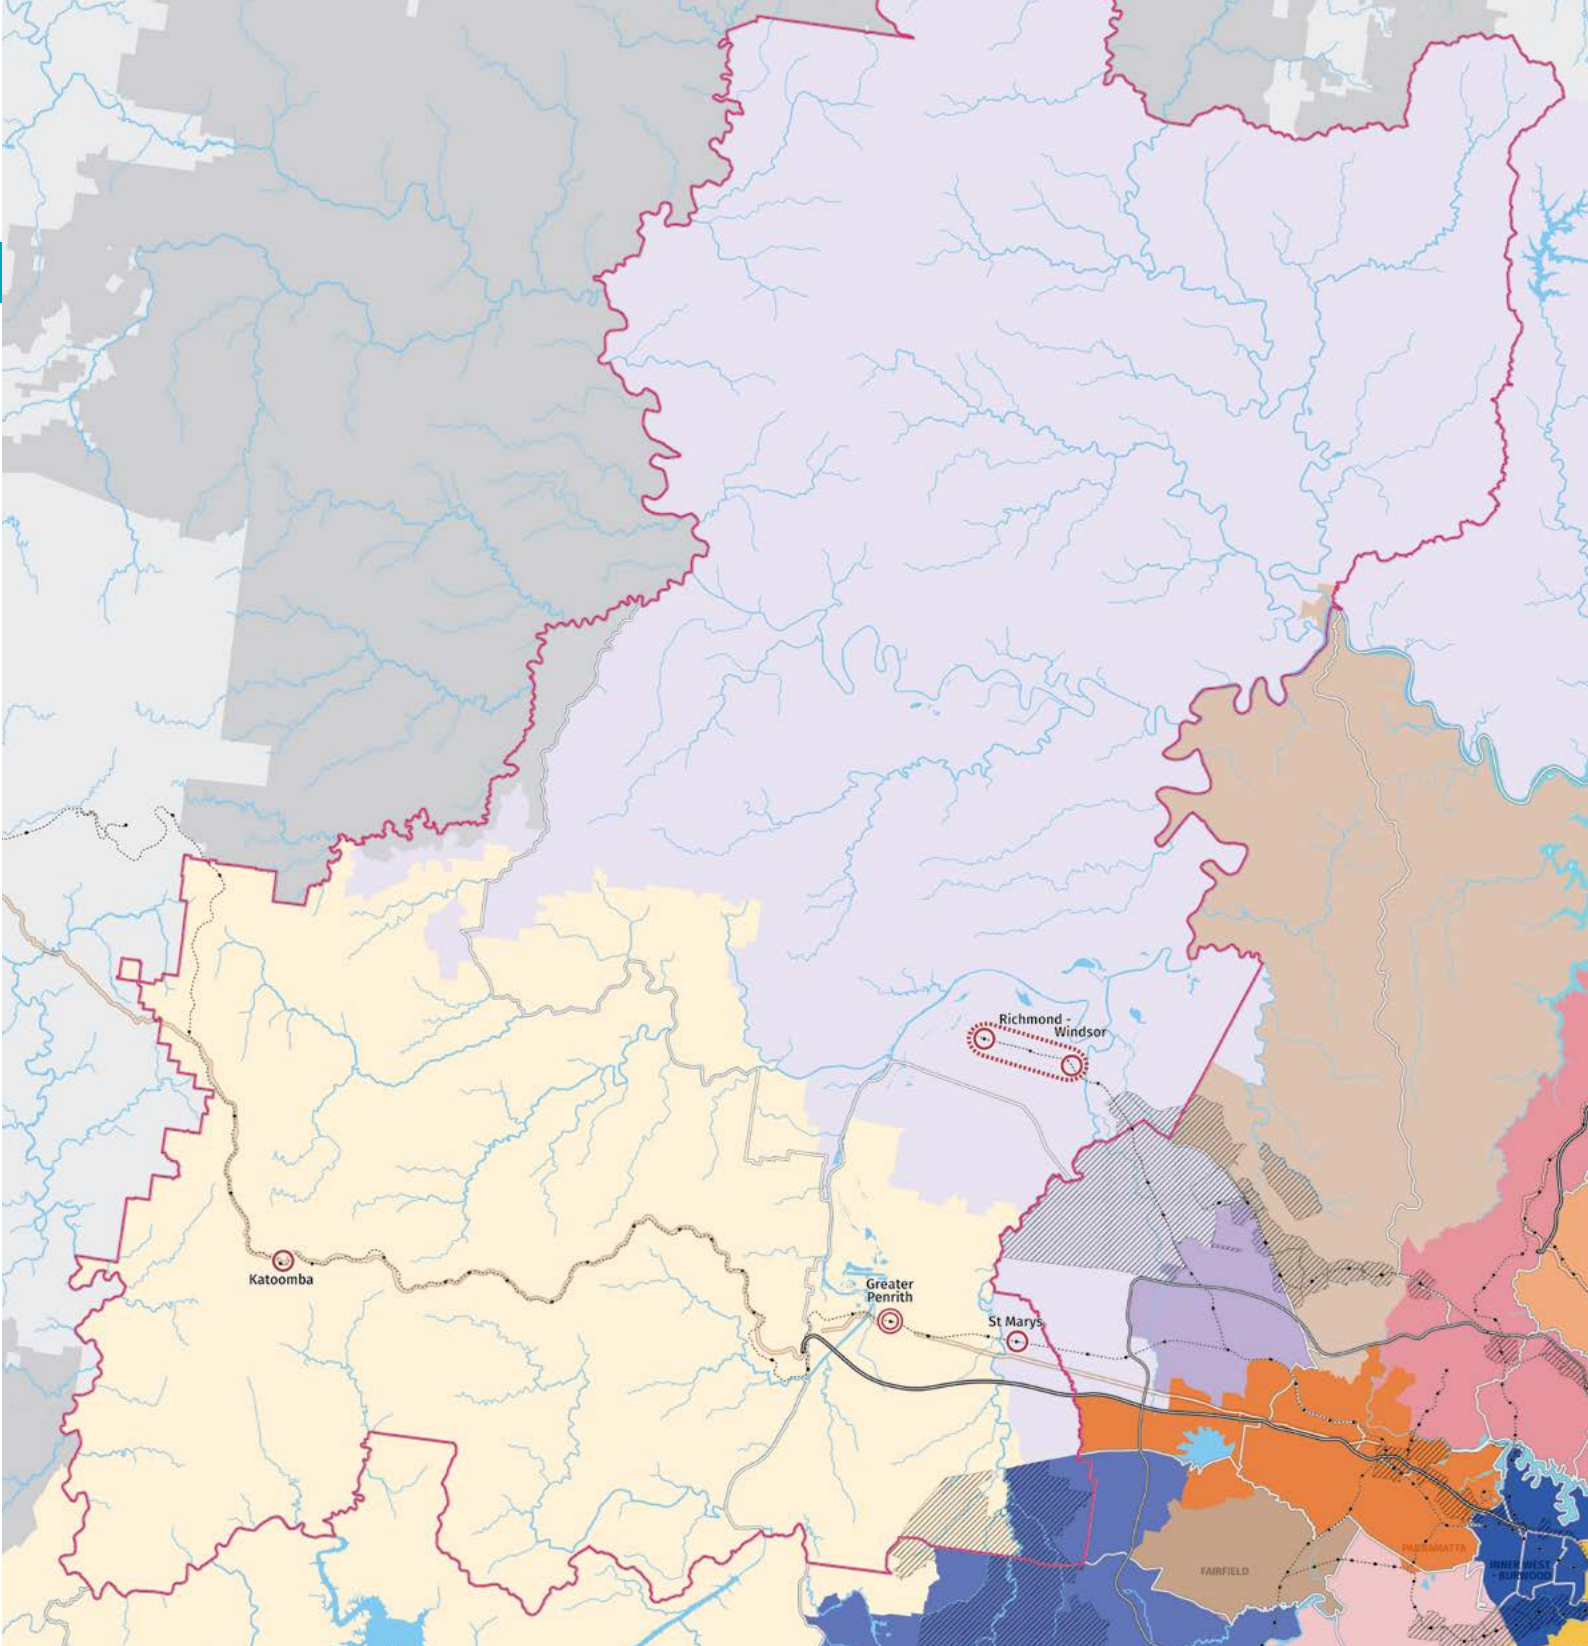 Richmond -
Windsor
Katoomba
Greater
Penrith
St Marys
PARRAMATTA
INNER WEST
- BURWOOD
FAIRFIELD